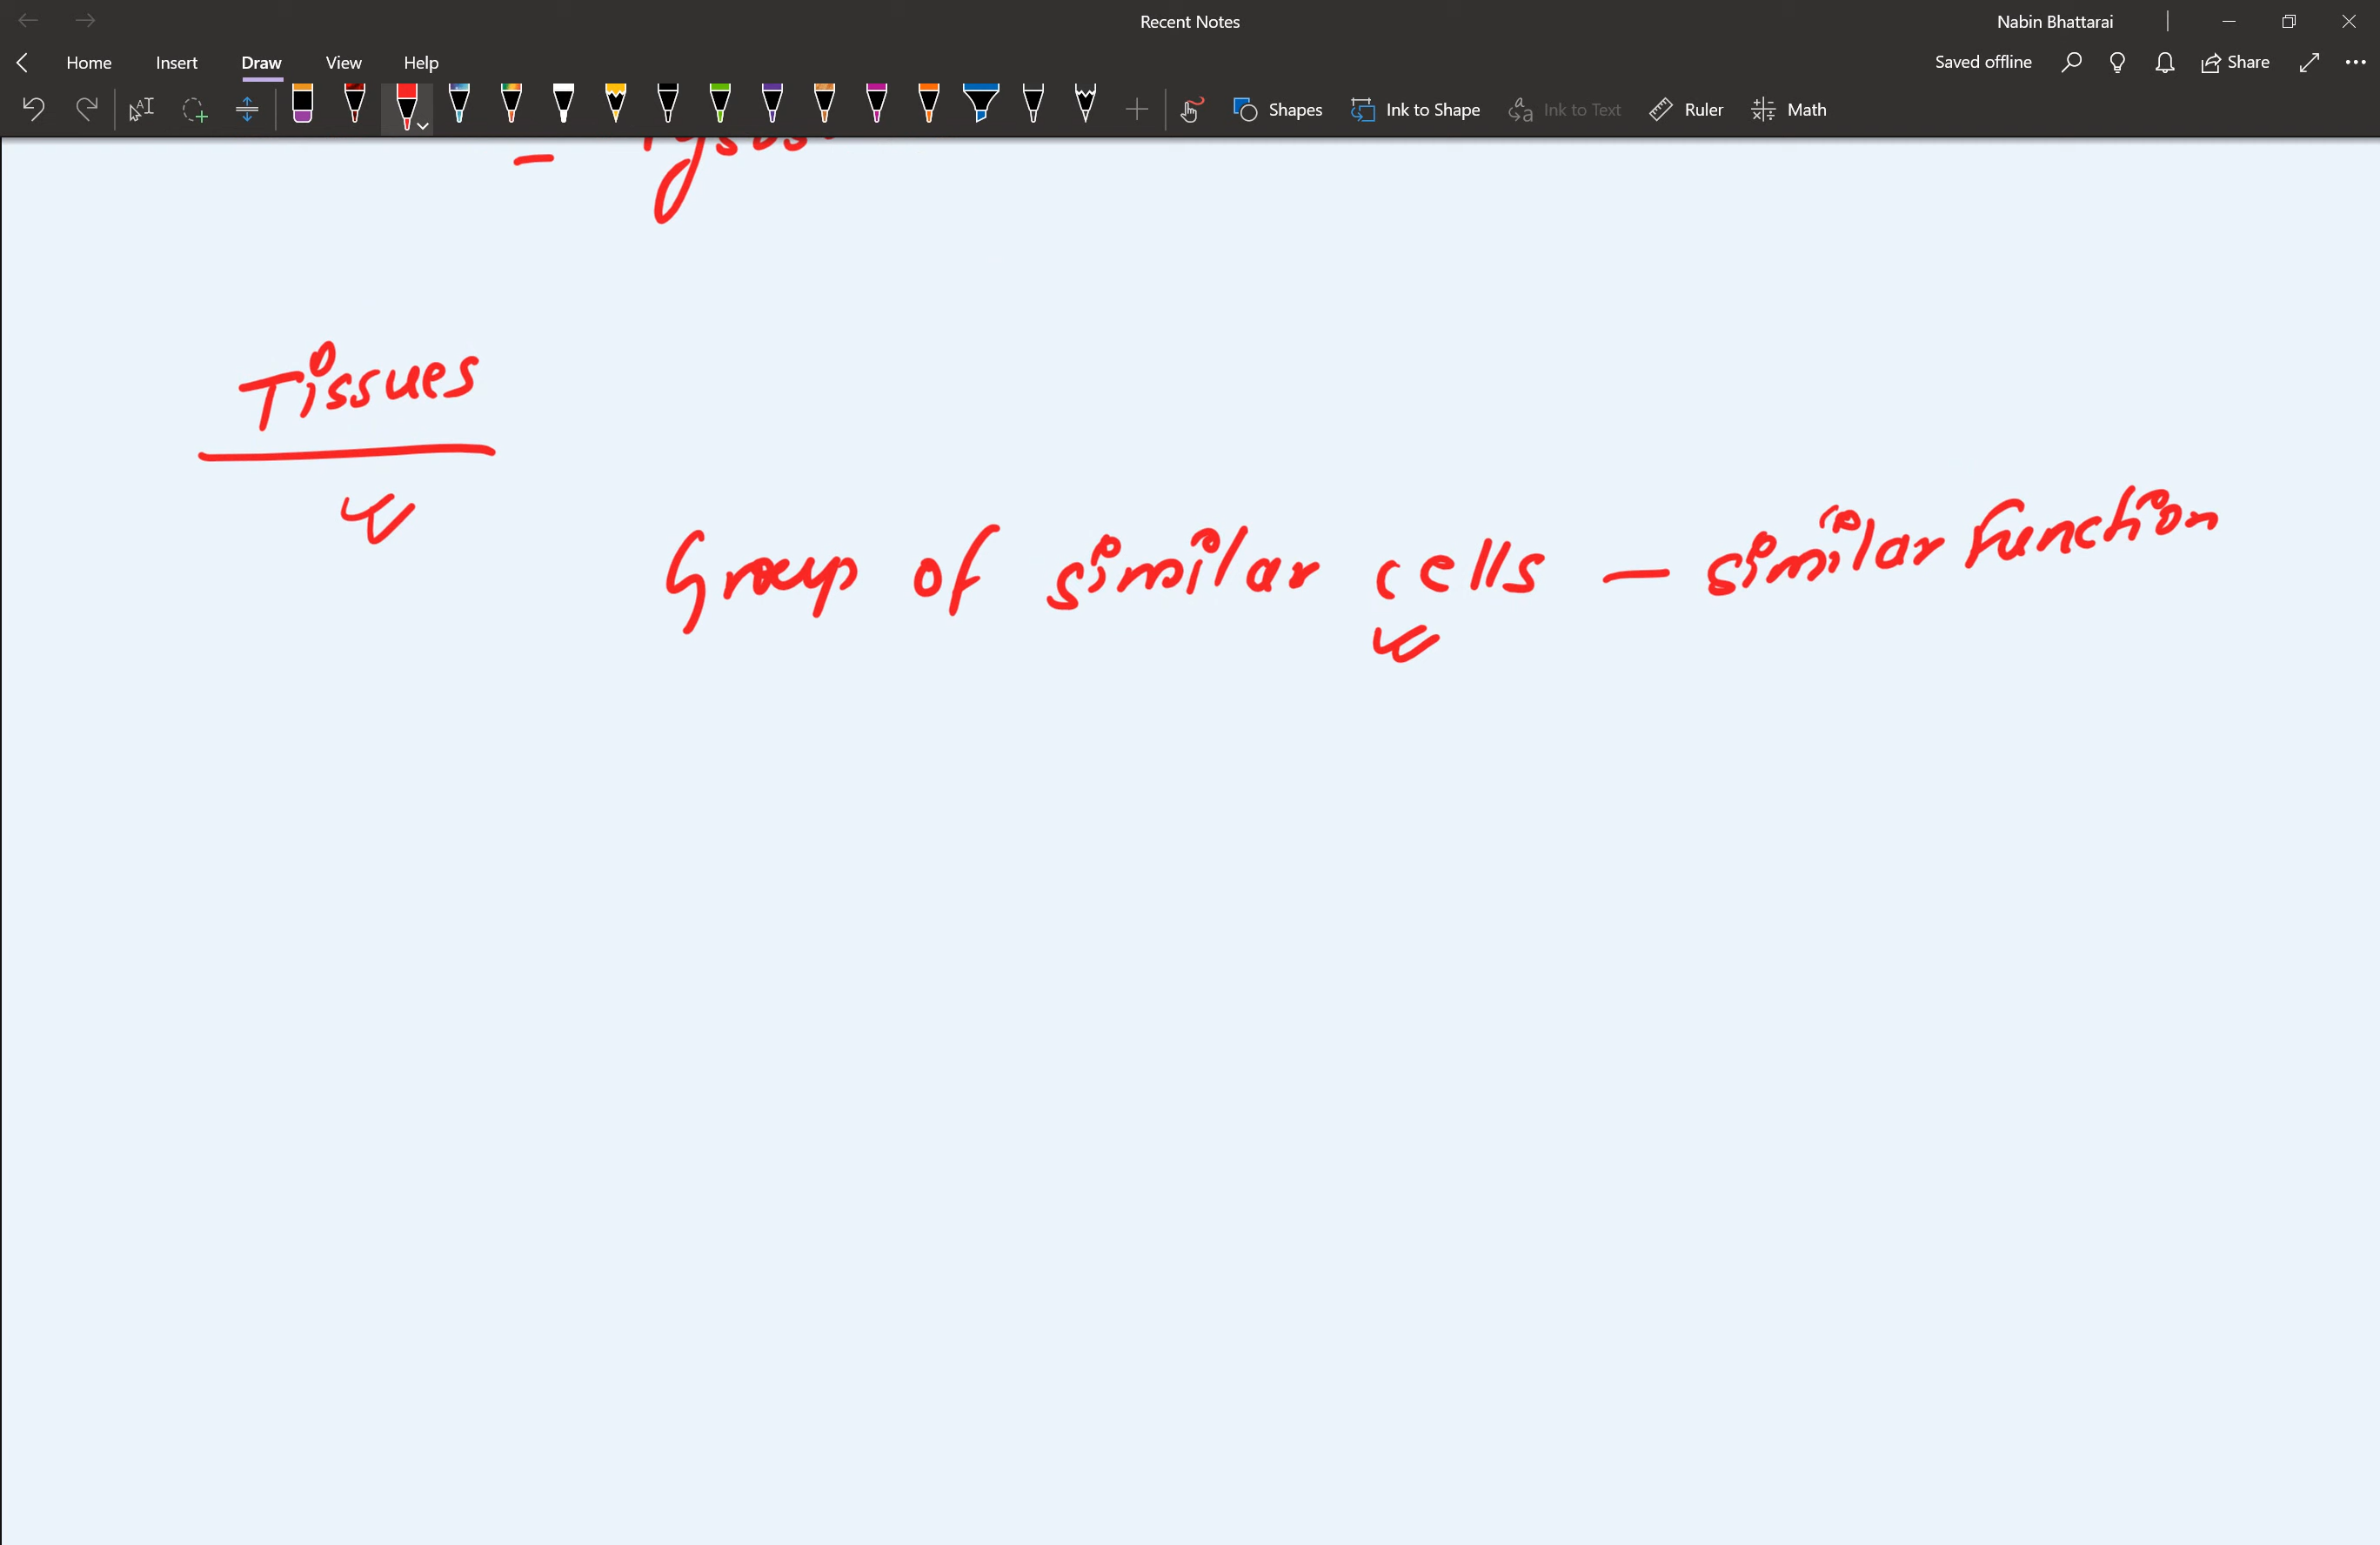 Recent Notes
Nabin Bhattarai
Home Insert Draw View Help
Saved offline
Share
Shapes Ink to Shape Ink to Text Ruler Math
Tissues
Group of similar cells — similar function